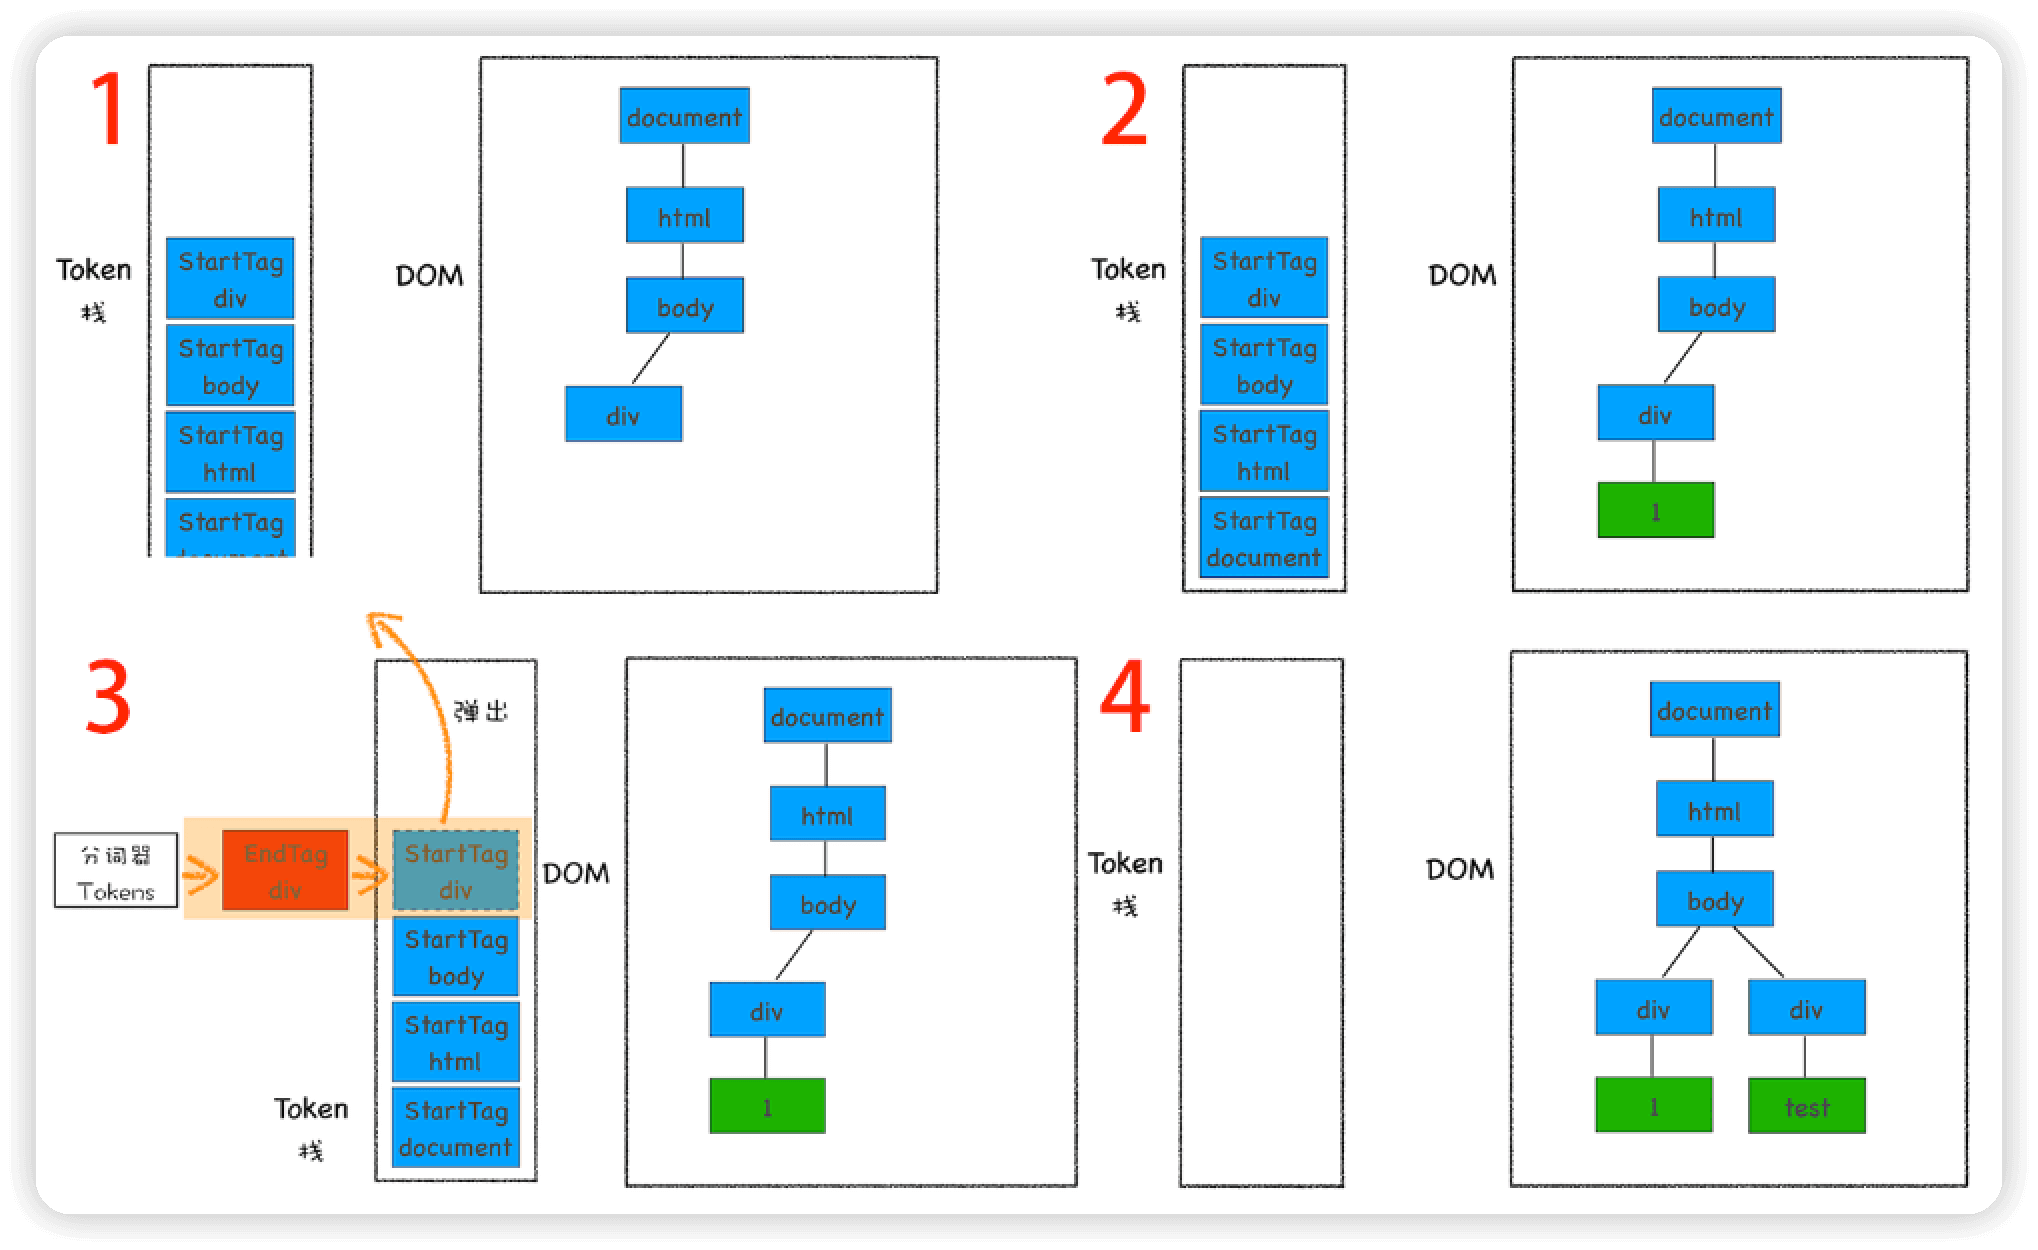 1
Token
栈
StartTag
div
StartTag
body
StartTag
html
StartTag
document
DOM
document
html
body
div
2
Token
栈
StartTag
div
StartTag
body
StartTag
html
StartTag
document
DOM
document
html
body
div
1
3
弹出
分词器
Tokens
EndTag
div
StartTag
div
StartTag
body
StartTag
html
StartTag
document
Token
栈
DOM
document
html
body
div
1
4
Token
栈
DOM
document
html
body
div
div
1
test